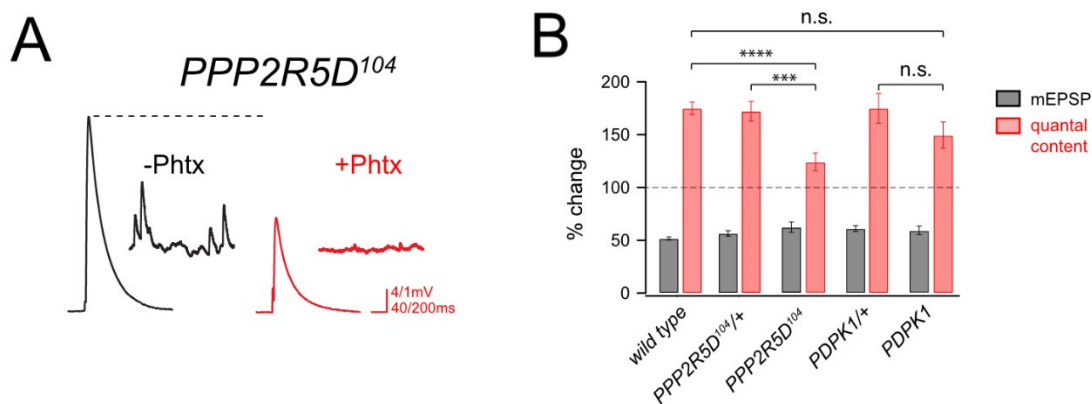 A
PPP2R5D104
-Phtx
+Phtx
4/1mV
40/200ms
B
n.s.
****
***
n.s.
mEPSP
quantal
content
% change
200
150
100
50
0
wild type
PPP2R5D104/+
PPP2R5D104
PDPK1/+
PDPK1